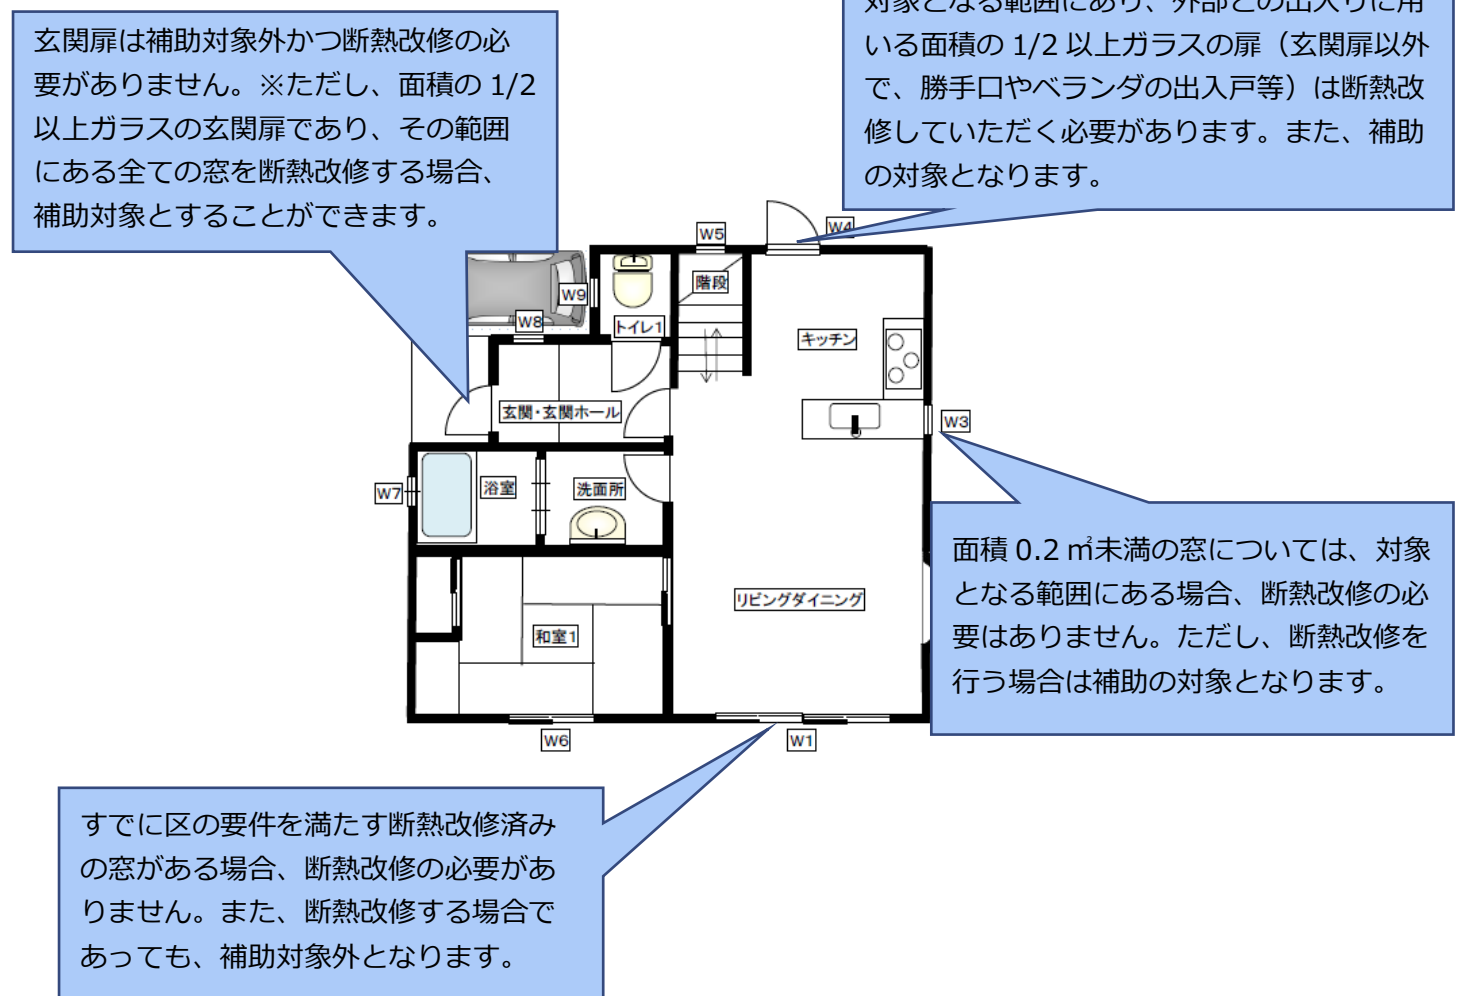 玄関扉は補助対象外かつ断熱改修の必
要がありません。※ただし、面積の 1/2
以上ガラスの玄関扉であり、その範囲
にある全ての窓を断熱改修する場合、
補助対象とすることができます。
対象となる範囲にあり、外部との出入りに用
いる面積の 1/2 以上ガラスの扉（玄関扉以外
で、勝手口やベランダの出入戸等）は断熱改
修していただく必要があります。また、補助
の対象となります。
W5
W4
階段
W9
W8
トイレ1
キッチン
玄関・玄関ホール
W3
W7
浴室
洗面所
面積 0.2 ㎡未満の窓については、対象
となる範囲にある場合、断熱改修の必
要はありません。ただし、断熱改修を
行う場合は補助の対象となります。
リビングダイニング
和室1
W6
W1
すでに区の要件を満たす断熱改修済み
の窓がある場合、断熱改修の必要があ
りません。また、断熱改修する場合で
あっても、補助対象外となります。